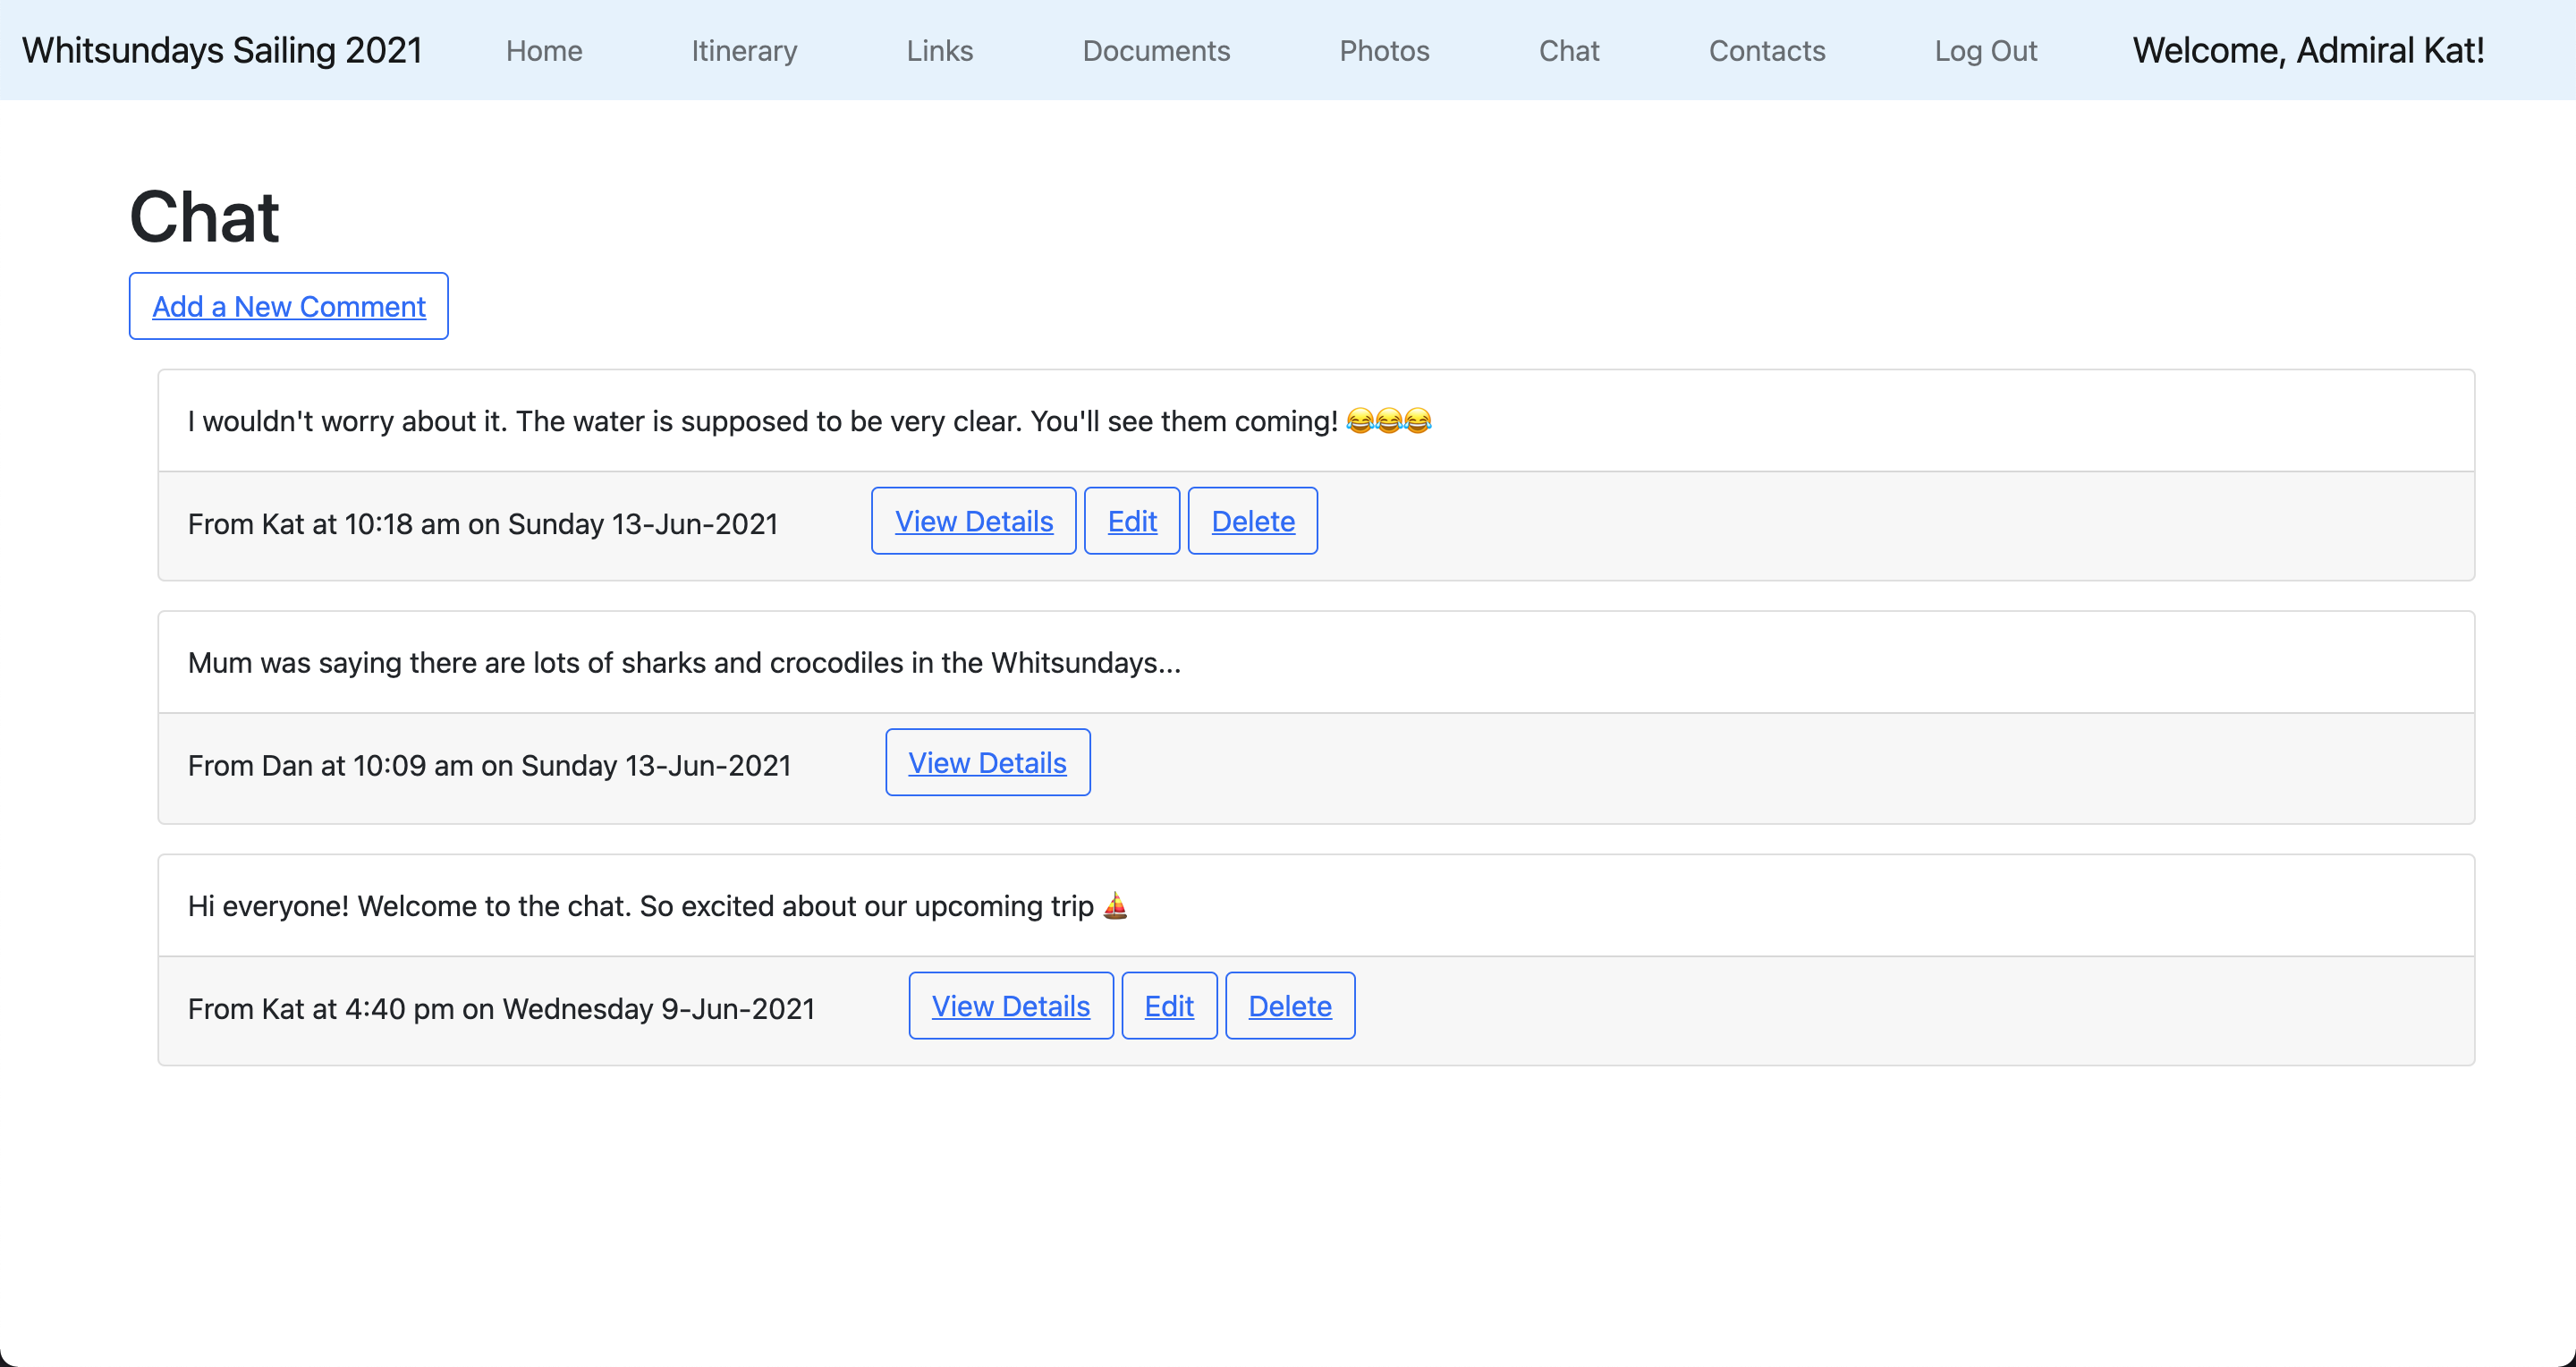 Whitsundays Sailing 2021 Home Itinerary Links Documents Photos Chat Contacts Log Out Welcome, Admiral Kat!
Chat
Add a New Comment
I wouldn't worry about it. The water is supposed to be very clear. You'll see them coming! 😂😂😂
From Kat at 10:18 am on Sunday 13-Jun-2021 View Details Edit Delete
Mum was saying there are lots of sharks and crocodiles in the Whitsundays...
From Dan at 10:09 am on Sunday 13-Jun-2021 View Details
Hi everyone! Welcome to the chat. So excited about our upcoming trip ⛵
From Kat at 4:40 pm on Wednesday 9-Jun-2021 View Details Edit Delete